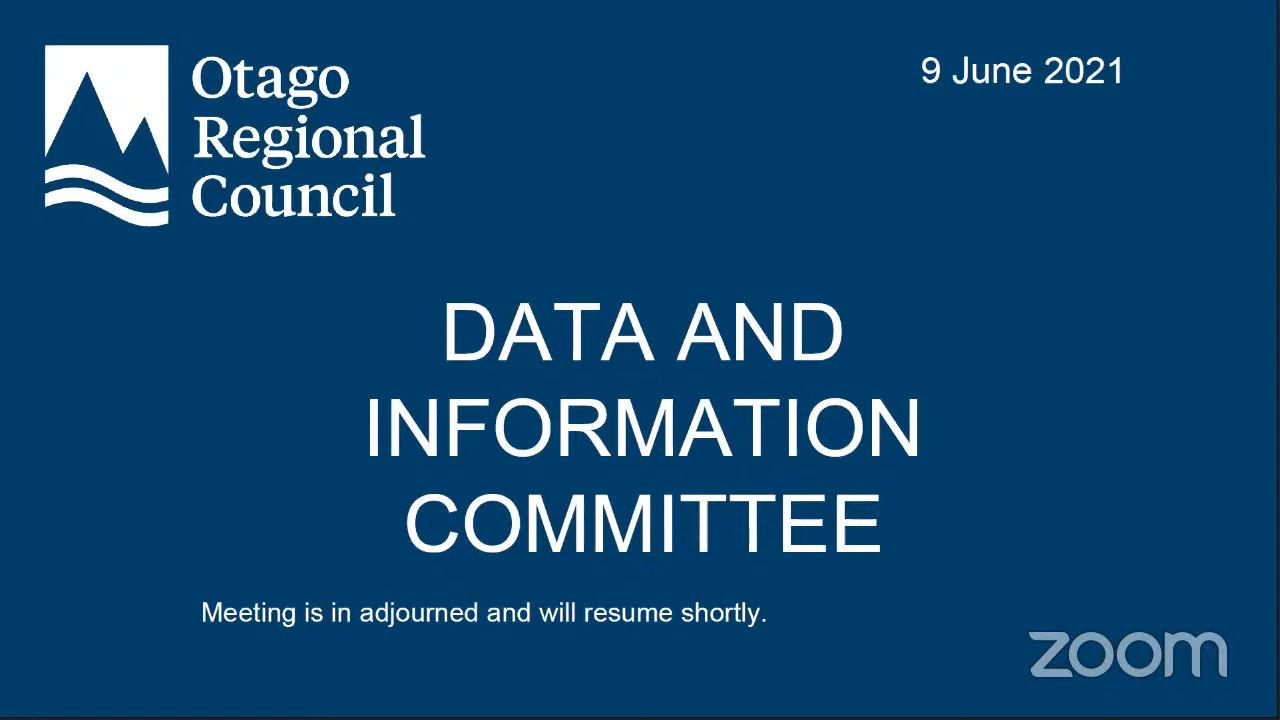 Otago
Regional
Council
9 June 2021
DATA AND
INFORMATION
COMMITTEE
Meeting is in adjourned and will resume shortly.
zoom